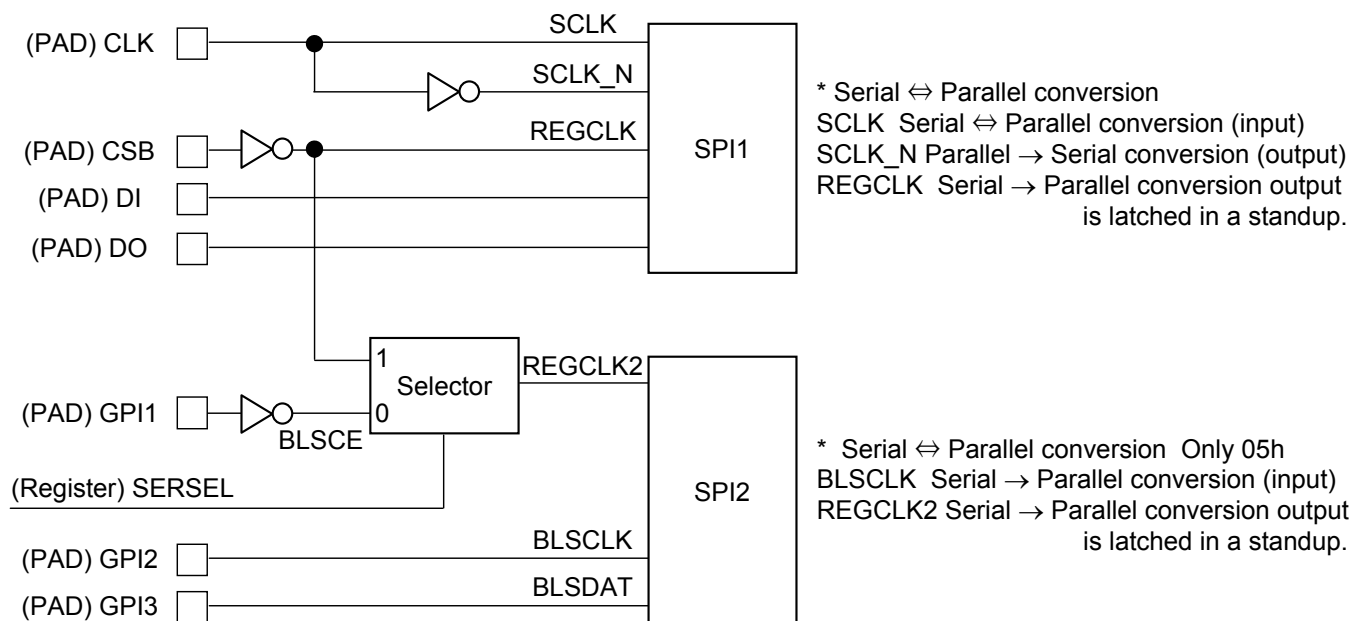 SCLK
(PAD) CLK
SCLK_N
REGCLK
(PAD) CSB
SPI1
(PAD) DI
(PAD) DO
* Serial ⇔ Parallel conversion
SCLK Serial ⇔ Parallel conversion (input)
SCLK_N Parallel → Serial conversion (output)
REGCLK Serial → Parallel conversion output
is latched in a standup.
1
Selector
0
REGCLK2
(PAD) GPI1
BLSCE
(Register) SERSEL
SPI2
BLSCLK
(PAD) GPI2
BLSDAT
(PAD) GPI3
* Serial ⇔ Parallel conversion Only 05h
BLSCLK Serial → Parallel conversion (input)
REGCLK2 Serial → Parallel conversion output
is latched in a standup.